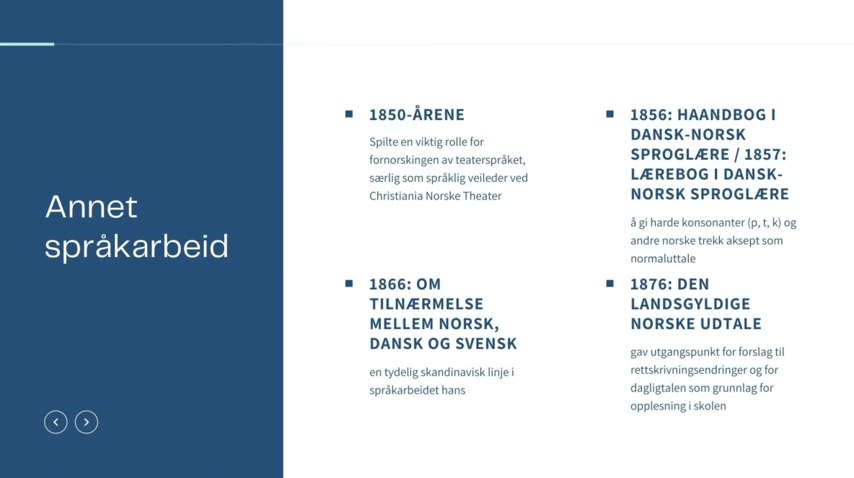 Annet
språkarbeid
1850-ÅRENE
Spilte en viktig rolle for
fornorskingen av teaterspråket,
særlig som språklig veileder ved
Christiania Norske Theater
1856: HAANDBOG I
DANSK-NORSK
SPROGLÆRE / 1857:
LÆREBOG I DANSK-
NORSK SPROGLÆRE
å gi harde konsonanter (p, t, k) og
andre norske trekk aksept som
normaluttale
1866: OM
TILNÆRMELSE
MELLEM NORSK,
DANSK OG SVENSK
en tydelig skandinavisk linje i
språkarbeidet hans
1876: DEN
LANDSGYLDIGE
NORSKE UDTALE
gav utgangspunkt for forslag til
rettskrivningsendringer og for
dagligtalen som grunnlag for
opplesning i skolen